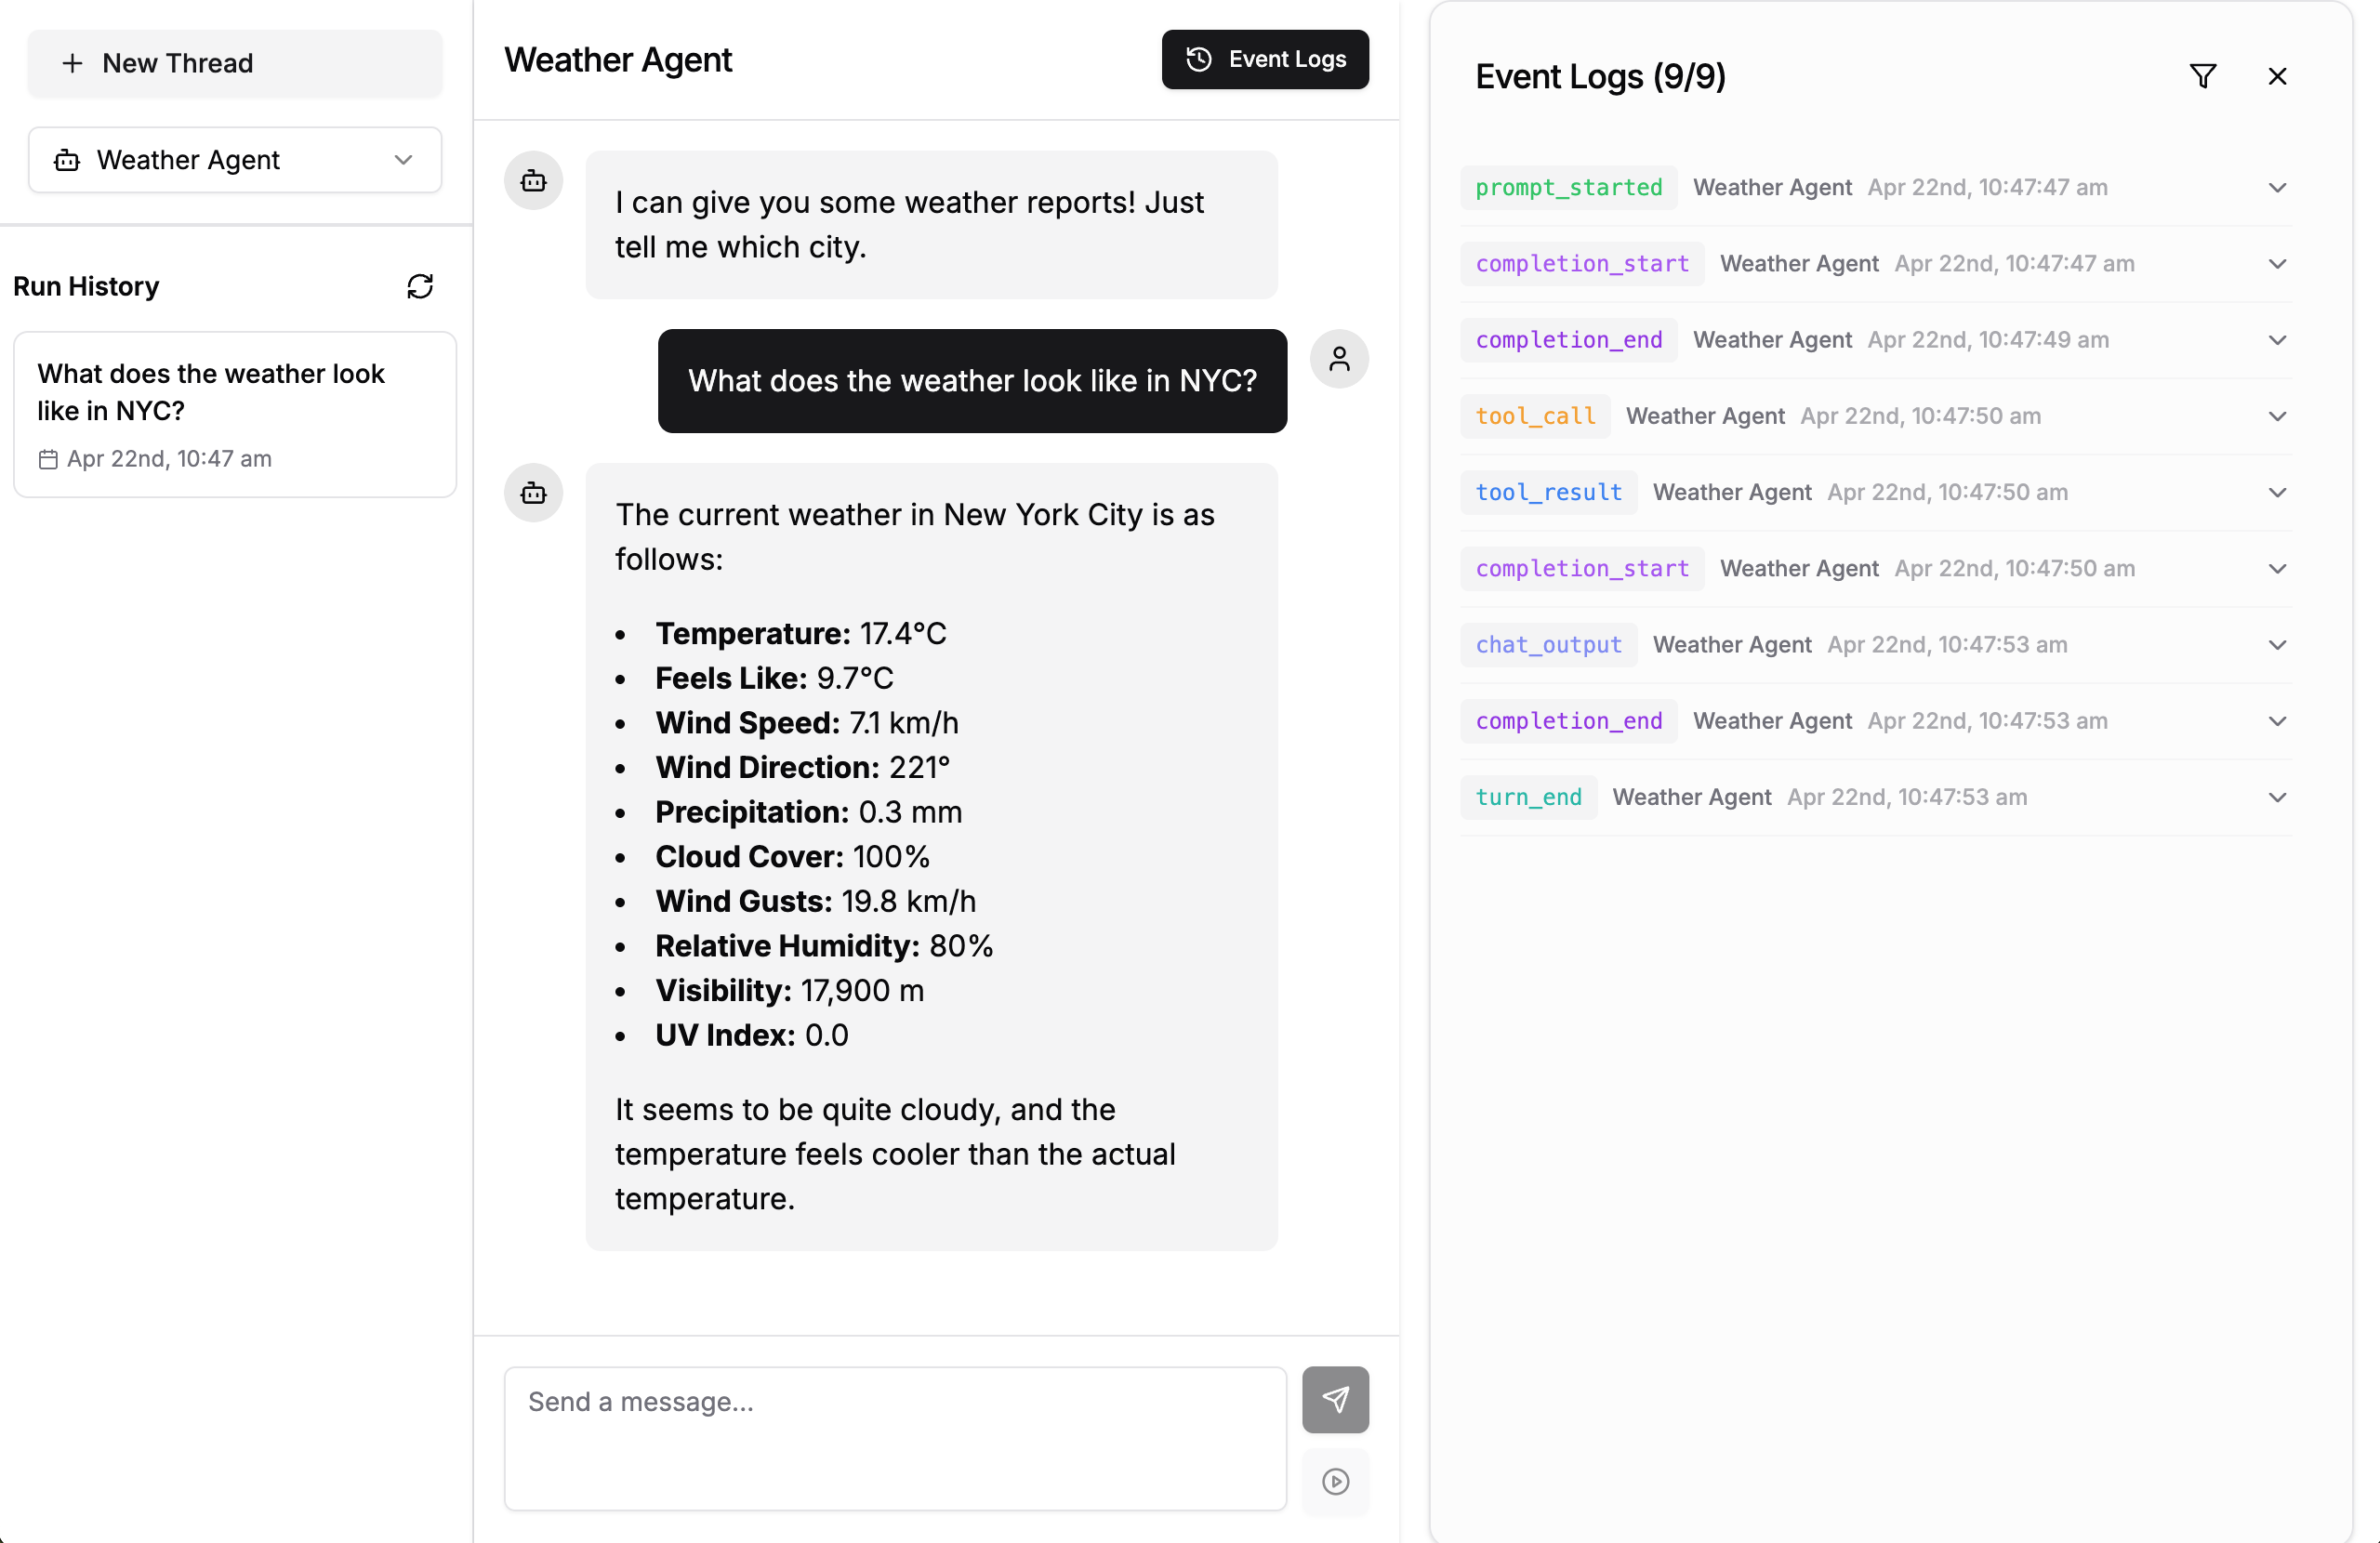 New Thread
Weather Agent
Run History
What does the weather look
like in NYC?
Apr 22nd, 10:47 am
Weather Agent
Event Logs
I can give you some weather reports! Just
tell me which city.
What does the weather look like in NYC?
The current weather in New York City is as
follows:
• Temperature: 17.4°C
• Feels Like: 9.7°C
• Wind Speed: 7.1 km/h
• Wind Direction: 221°
• Precipitation: 0.3 mm
• Cloud Cover: 100%
• Wind Gusts: 19.8 km/h
• Relative Humidity: 80%
• Visibility: 17,900 m
• UV Index: 0.0
It seems to be quite cloudy, and the
temperature feels cooler than the actual
temperature.
Send a message...
Event Logs (9/9)
prompt_started Weather Agent Apr 22nd, 10:47:47 am
completion_start Weather Agent Apr 22nd, 10:47:47 am
completion_end Weather Agent Apr 22nd, 10:47:49 am
tool_call Weather Agent Apr 22nd, 10:47:50 am
tool_result Weather Agent Apr 22nd, 10:47:50 am
completion_start Weather Agent Apr 22nd, 10:47:50 am
chat_output Weather Agent Apr 22nd, 10:47:53 am
completion_end Weather Agent Apr 22nd, 10:47:53 am
turn_end Weather Agent Apr 22nd, 10:47:53 am